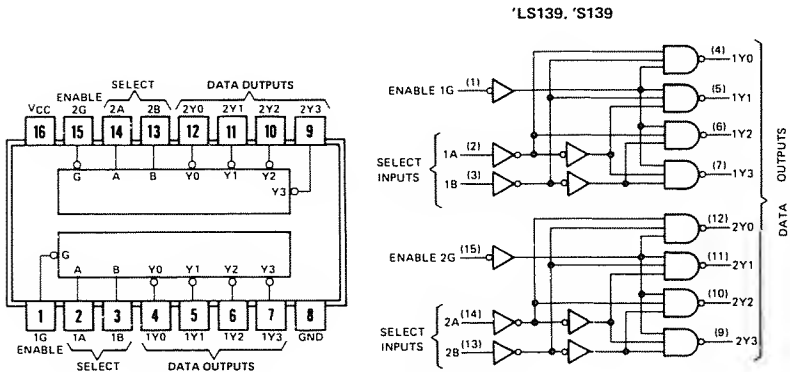 'LS139, 'S139
SELECT
DATA DUTPUTS
ENABLE
VCC 2G 2A 2B 2Y0 2Y1 2Y2 2Y3
16 15 14 13 12 11 10 9
G A B Y0 Y1 Y2
Y3
G
A B Y0 Y1 Y2 Y3
1 2 3 4 5 6 7 8
1G 1A 1B 1Y0 1Y1 1Y2 1Y3 GND
ENABLE
SELECT
DATA OUTPUTS
(4) 1Y0
ENABLE 1G (1)
(5) 1Y1
(6) 1Y2
SELECT INPUTS
1A (2)
(7) 1Y3
1B (3)
(12) 2Y0
ENABLE 2G (15)
(11) 2Y1
(10) 2Y2
SELECT INPUTS
2A (14)
(9) 2Y3
2B (13)
DATA OUTPUTS